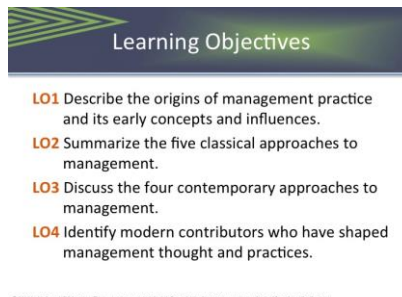 Learning Objectives
LO1 Describe the origins of management practice
and its early concepts and influences.
LO2 Summarize the five classical approaches to
management.
LO3 Discuss the four contemporary approaches to
management.
LO4 Identify modern contributors who have shaped
management thought and practices.